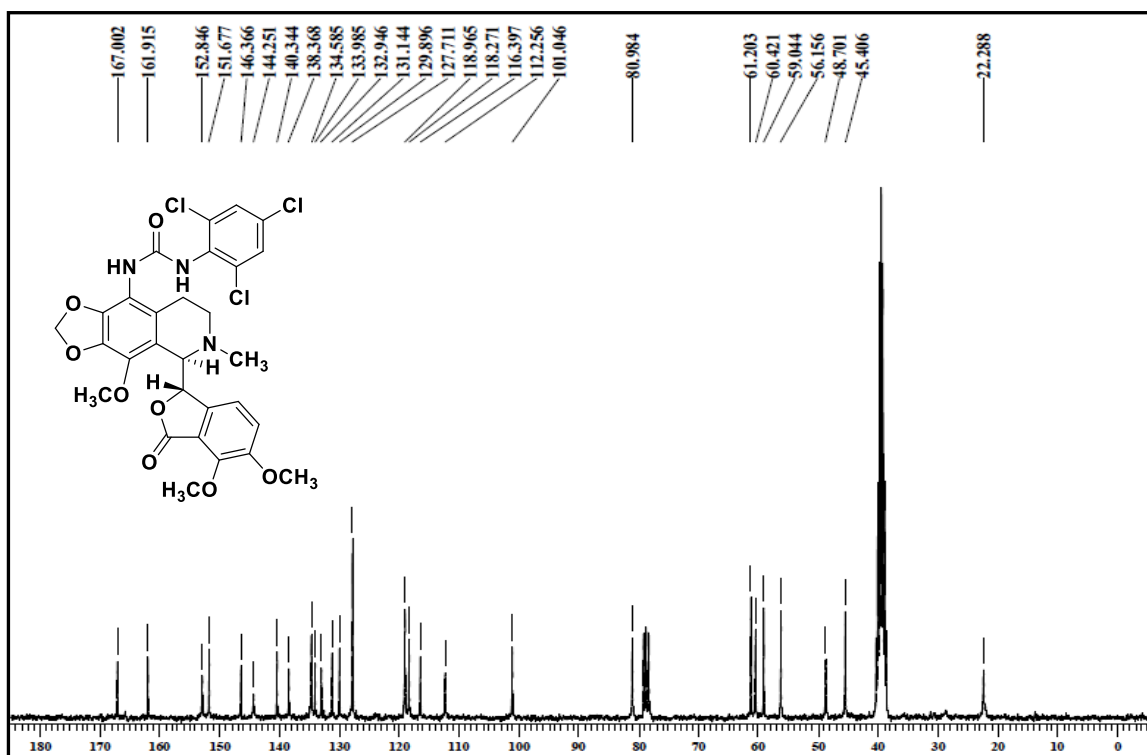 167.002
161.915
152.846
151.677
146.366
144.251
140.344
138.368
134.585
133.985
132.946
131.144
129.896
127.711
118.965
118.271
116.397
112.256
101.046
80.984
61.203
60.421
59.044
56.156
48.701
45.406
22.288
Cl Cl
O
HN N
H
Cl
O
O
N
H CH3
H3CO
H
O
O
OCH3
H3CO
180 170 160 150 140 130 120 110 100 90 80 70 60 50 40 30 20 10 0